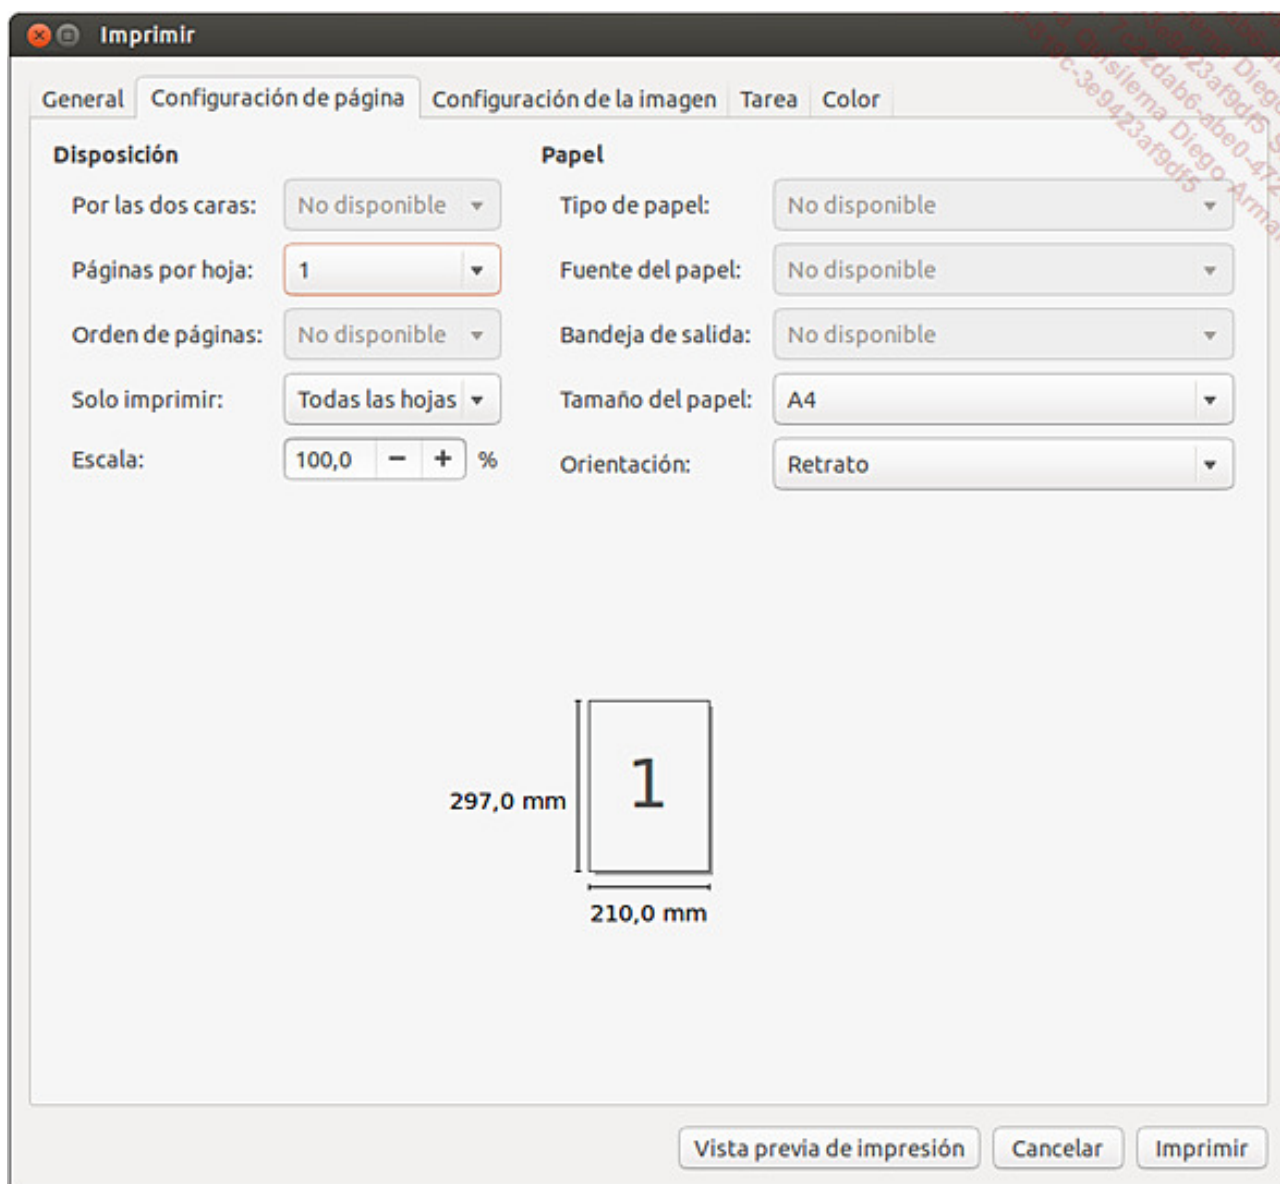 Imprimir
General
Configuración de página
Configuración de la imagen
Tarea
Color
Disposición
Por las dos caras: No disponible
Páginas por hoja: 1
Orden de páginas: No disponible
Solo imprimir: Todas las hojas
Escala: 100,0 − + %
Papel
Tipo de papel: No disponible
Fuente del papel: No disponible
Bandeja de salida: No disponible
Tamaño del papel: A4
Orientación: Retrato
1
297,0 mm
210,0 mm
Vista previa de impresión
Cancelar
Imprimir